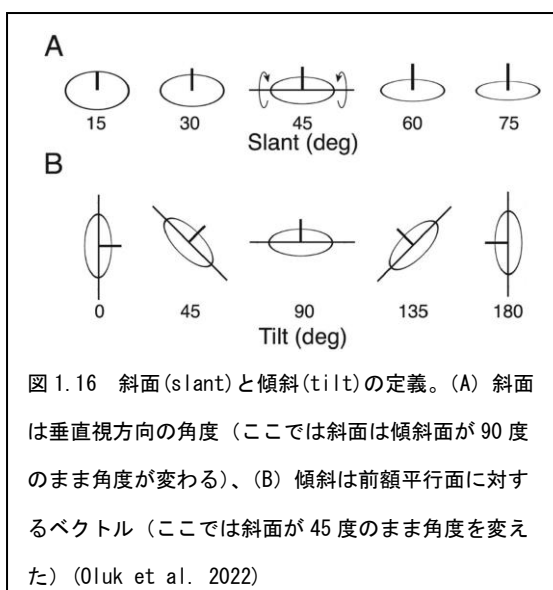 A
15 30 45 60 75
Slant (deg)
B
0 45 90 135 180
Tilt (deg)
図 1.16 斜面(slant)と傾斜(tilt)の定義。(A) 斜面
は垂直視方向の角度（ここでは斜面は傾斜面が 90 度
のまま角度が変わる）、(B) 傾斜は前額平行面に対す
るベクトル（ここでは斜面が 45 度のまま角度を変え
た）(Oluk et al. 2022)